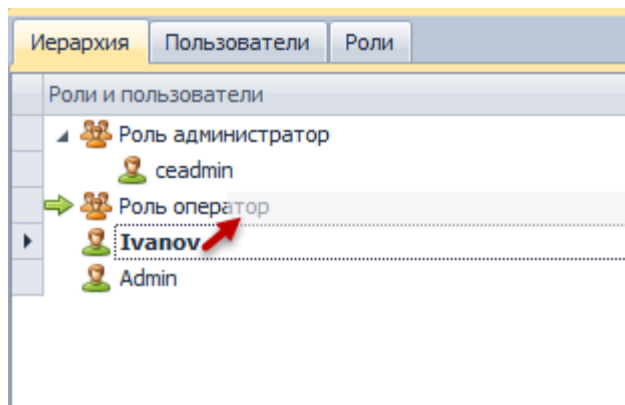 Иерархия Пользователи Роли
Роли и пользователи
Роль администратор
ceadmin
Роль оператор
Ivanov
Admin